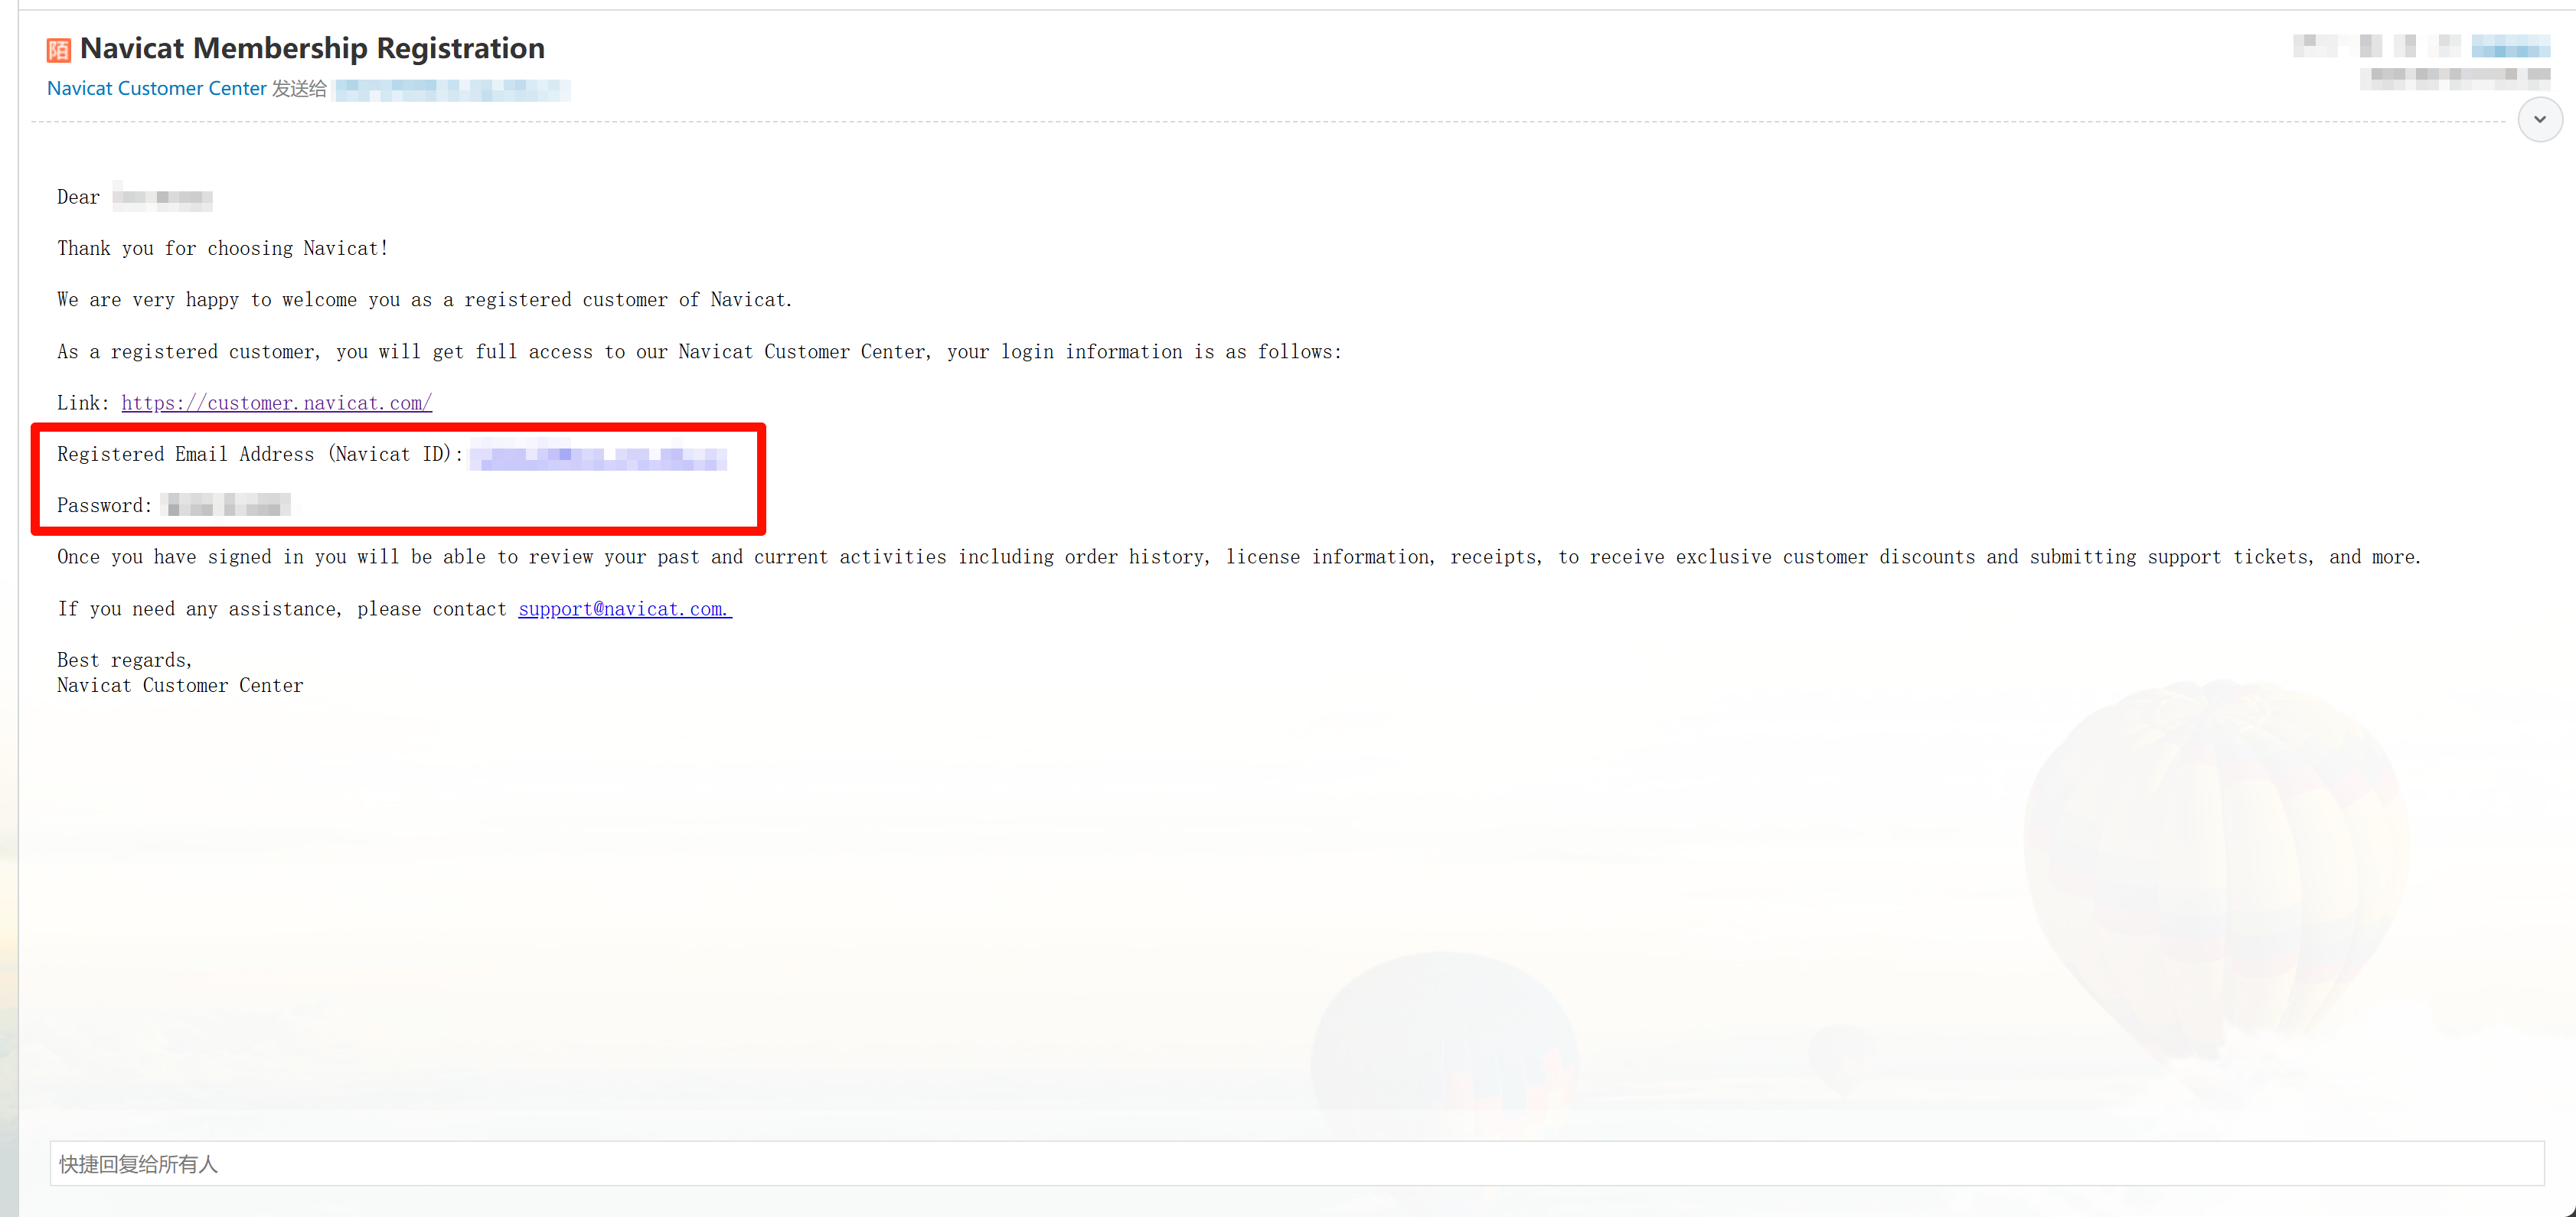 陌 Navicat Membership Registration
Navicat Customer Center 发送给
Dear
Thank you for choosing Navicat!
We are very happy to welcome you as a registered customer of Navicat.
As a registered customer, you will get full access to our Navicat Customer Center, your login information is as follows:
Link: https://customer.navicat.com/
Registered Email Address (Navicat ID):
Password:
Once you have signed in you will be able to review your past and current activities including order history, license information, receipts, to receive exclusive customer discounts and submitting support tickets, and more.
If you need any assistance, please contact support@navicat.com.
Best regards,
Navicat Customer Center
快捷回复给所有人